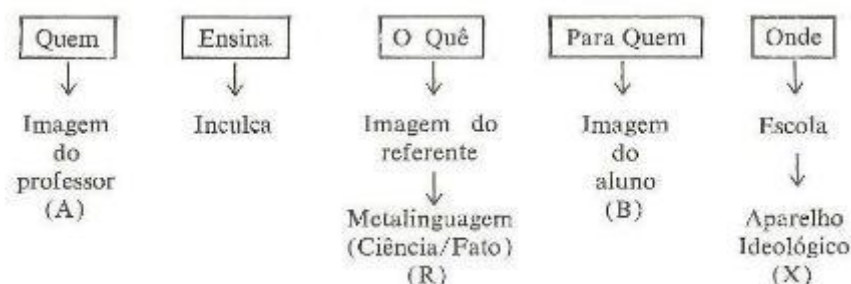 Quem Ensina O Quê Para Quem Onde
Imagem Inculca Imagem do Imagem Escola
do referente do
professor aluno
(A) Metalinguagem (B) Aparelho
(Ciência/Fato) Ideológico
(R) (X)